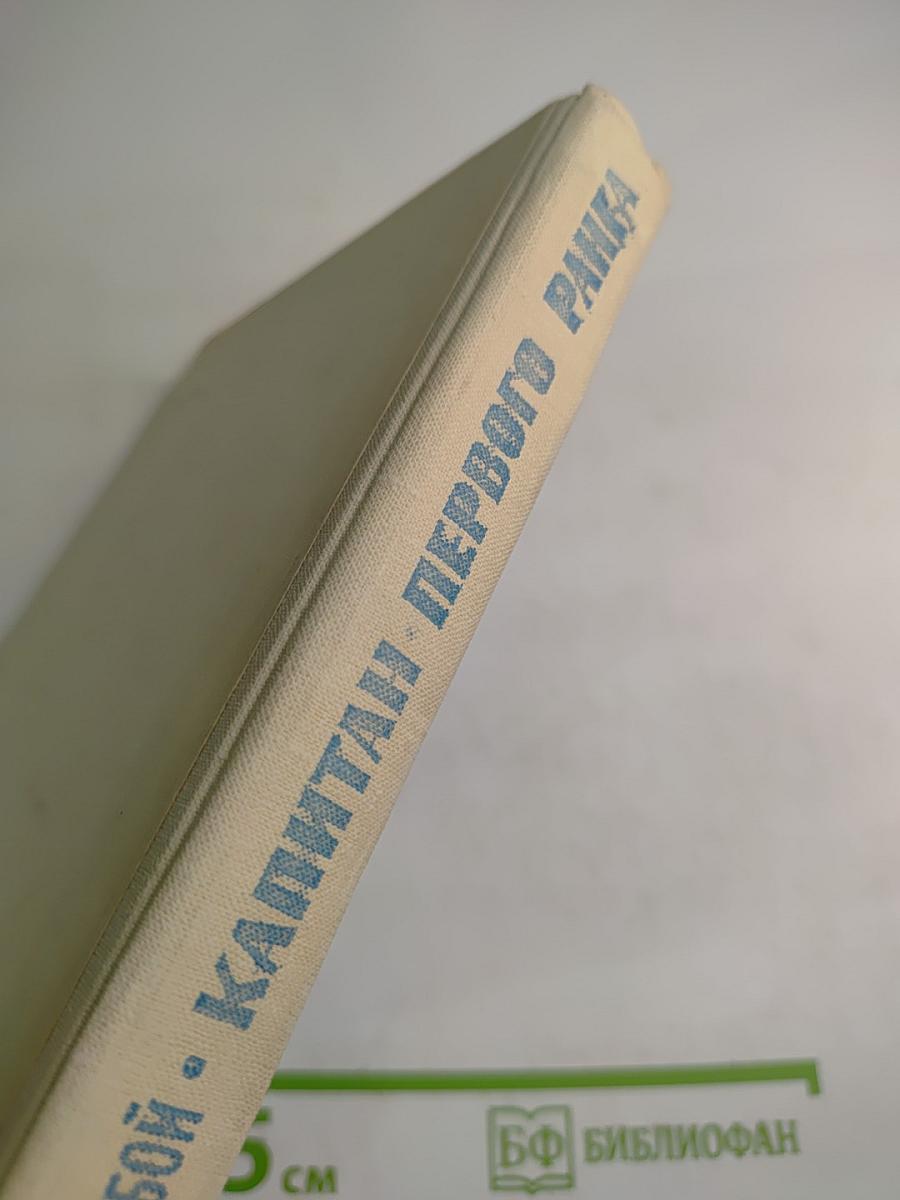 БОЙ • КАПИТАН • ПЕРВОГО РАНГА
5 см
БФ БИБЛИОФАН